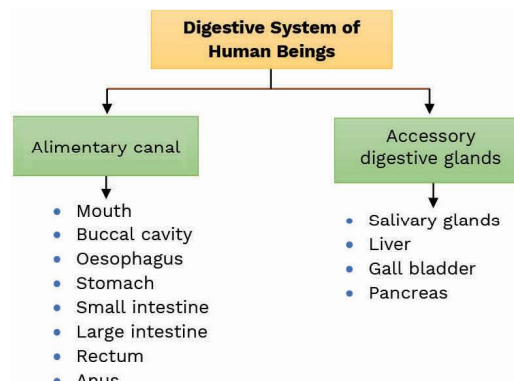 Digestive System of
Human Beings
Alimentary canal
Mouth
Buccal cavity
Oesophagus
Stomach
Small intestine
Large intestine
Rectum
Anus
Accessory
digestive glands
Salivary glands
Liver
Gall bladder
Pancreas